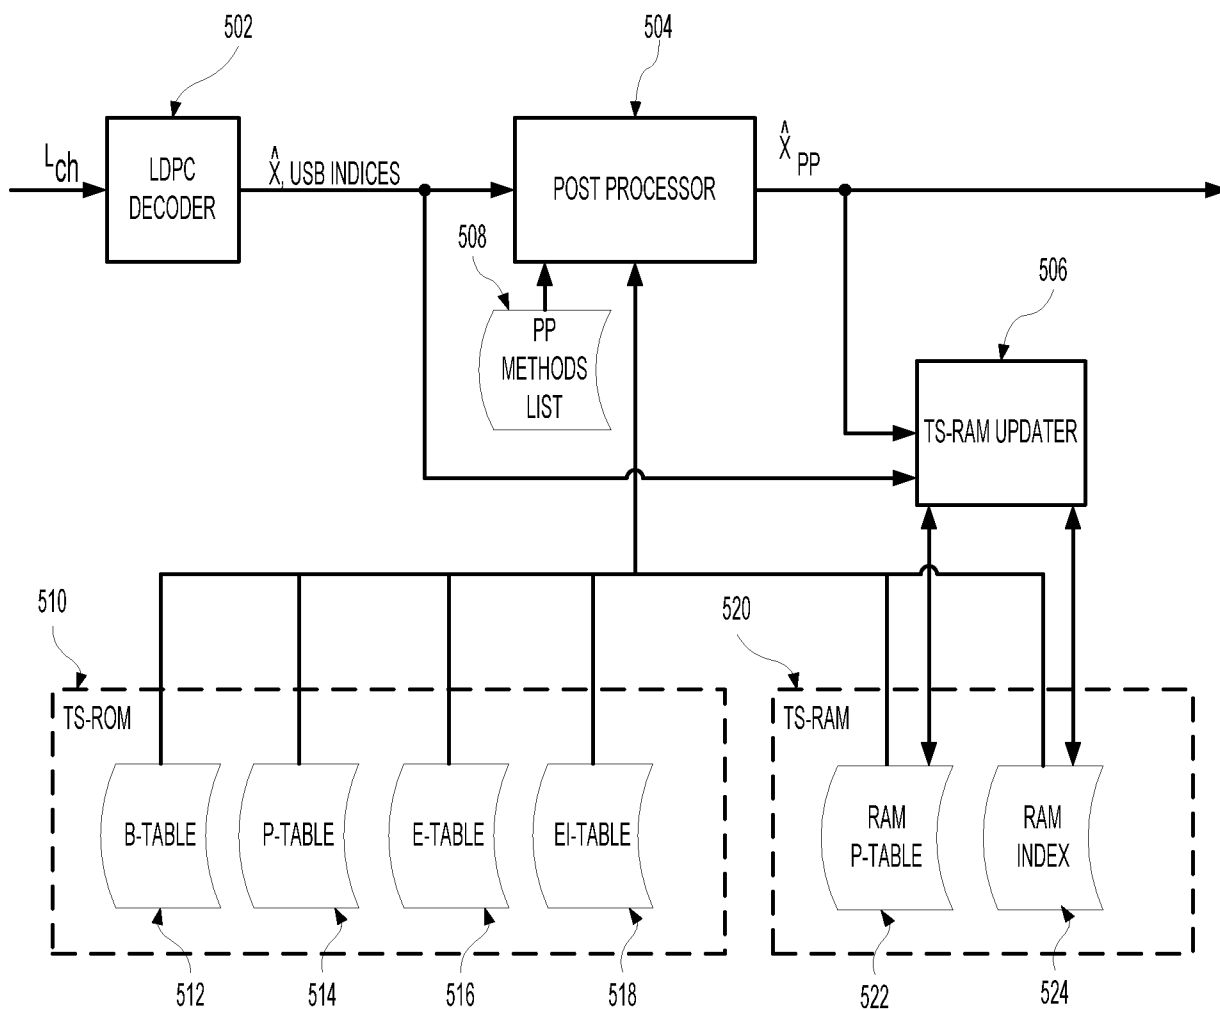 502
504
Lch
LDPC
DECODER
X̂, USB INDICES
POST PROCESSOR
X̂PP
508
PP
METHODS
LIST
506
TS-RAM UPDATER
510
520
TS-ROM
TS-RAM
B-TABLE
P-TABLE
E-TABLE
EI-TABLE
RAM
P-TABLE
RAM
INDEX
512
514
516
518
522
524